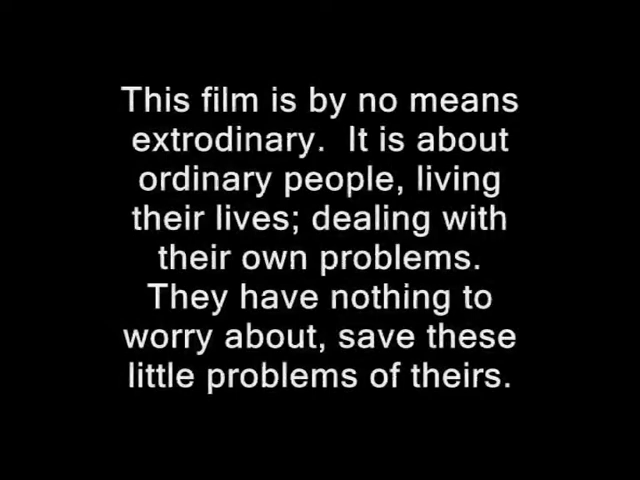 This film is by no means
extrodinary.  It is about
ordinary people, living
their lives; dealing with
their own problems.
They have nothing to
worry about, save these
little problems of theirs.